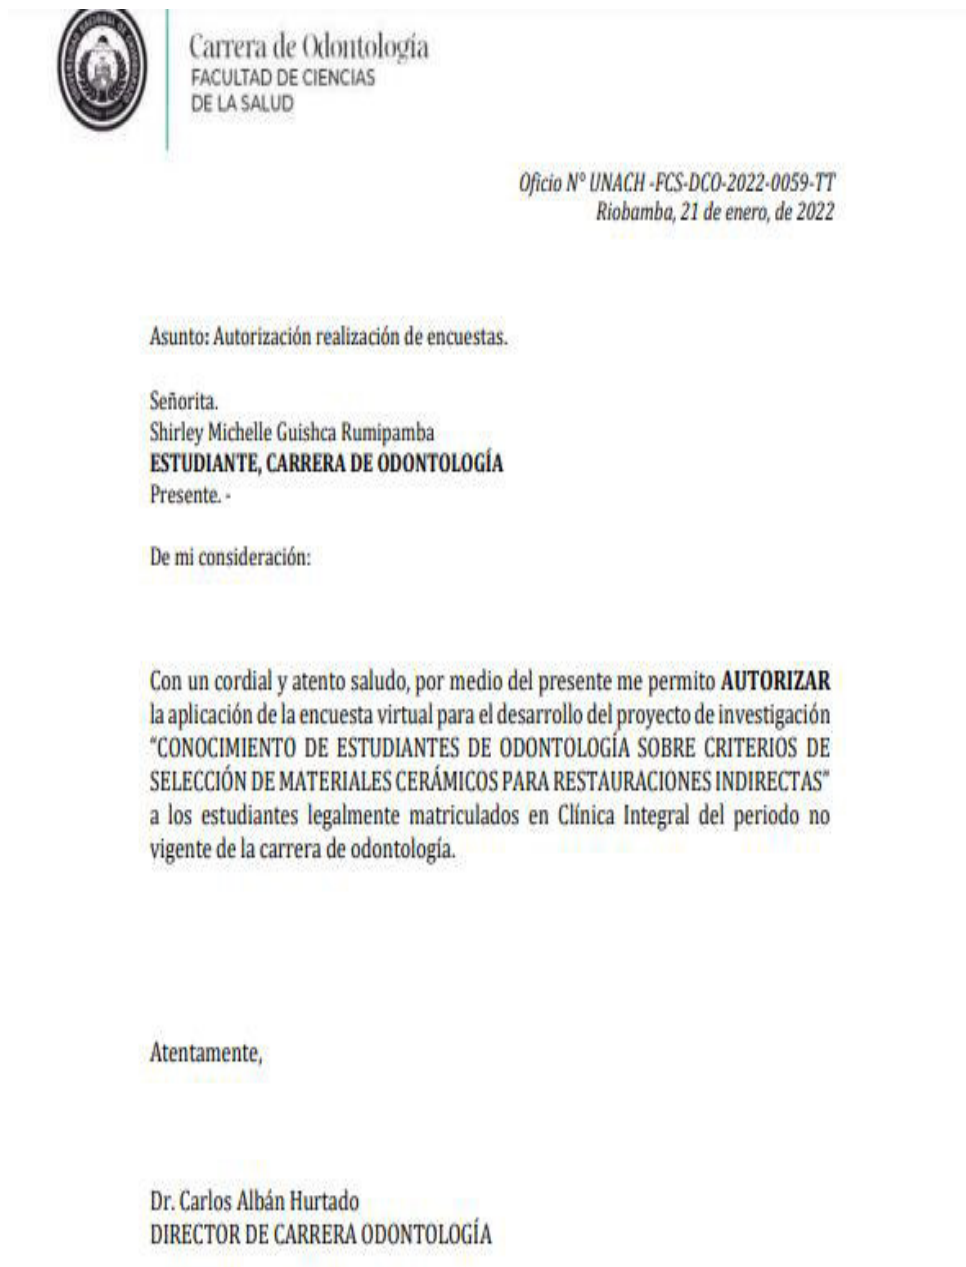 Carrera de Odontología
FACULTAD DE CIENCIAS
DE LA SALUD
Oficio N° UNACH -FCS-DCO-2022-0059-TT
Riobamba, 21 de enero, de 2022
Asunto: Autorización realización de encuestas.
Señorita.
Shirley Michelle Guishca Rumipamba
ESTUDIANTE, CARRERA DE ODONTOLOGÍA
Presente. -
De mi consideración:
Con un cordial y atento saludo, por medio del presente me permito AUTORIZAR
la aplicación de la encuesta virtual para el desarrollo del proyecto de investigación
“CONOCIMIENTO DE ESTUDIANTES DE ODONTOLOGÍA SOBRE CRITERIOS DE
SELECCIÓN DE MATERIALES CERÁMICOS PARA RESTAURACIONES INDIRECTAS”
a los estudiantes legalmente matriculados en Clínica Integral del periodo no
vigente de la carrera de odontología.
Atentamente,
Dr. Carlos Albán Hurtado
DIRECTOR DE CARRERA ODONTOLOGÍA